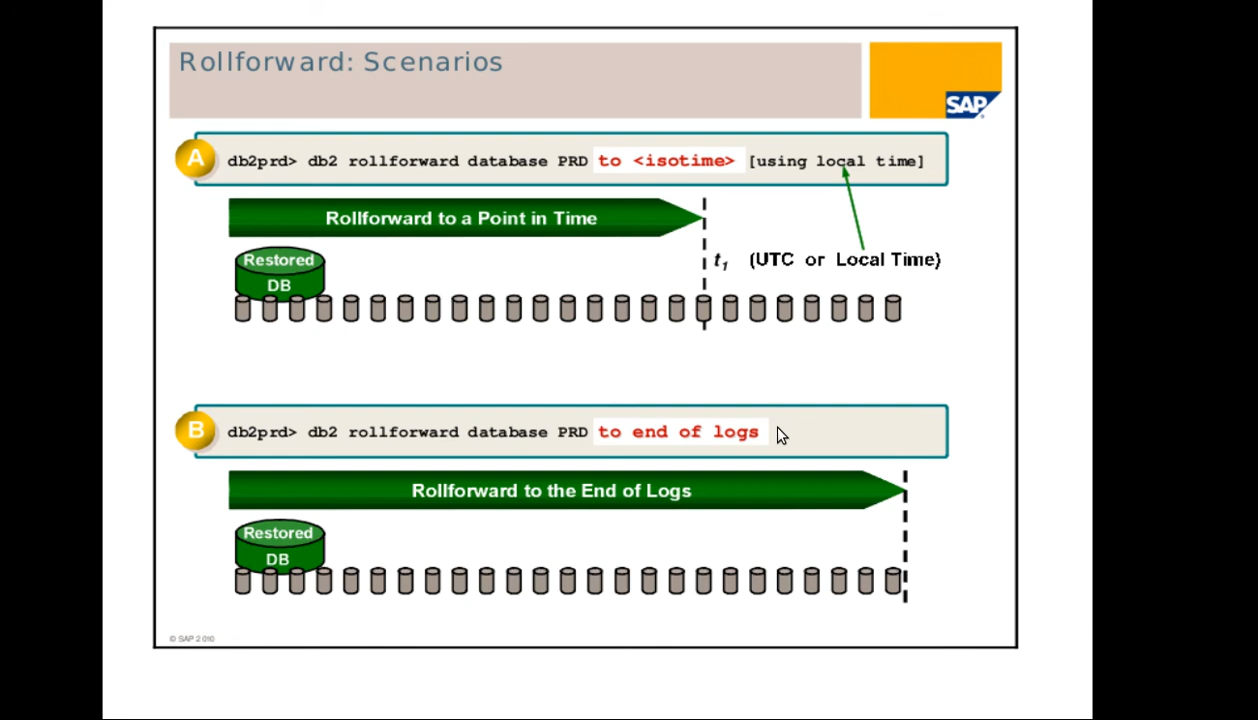 Rollforward: Scenarios
SAP
A
db2prd> db2 rollforward database PRD to <isotime> [using local time]
Rollforward to a Point in Time
Restored
DB
t1 (UTC or Local Time)
B
db2prd> db2 rollforward database PRD to end of logs
Rollforward to the End of Logs
Restored
DB
© SAP 2010